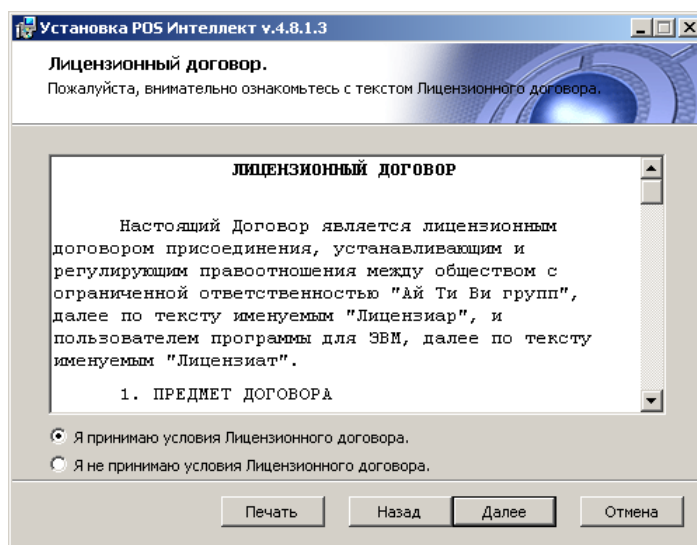 Установка POS Интеллект v.4.8.1.3
Лицензионный договор.
Пожалуйста, внимательно ознакомьтесь с текстом Лицензионного договора.
ЛИЦЕНЗИОННЫЙ ДОГОВОР
Настоящий Договор является лицензионным
договором присоединения, устанавливающим и
регулирующим правоотношения между обществом с
ограниченной ответственностью "Ай Ти Ви групп",
далее по тексту именуемым "Лицензиар", и
пользователем программы для ЭВМ, далее по тексту
именуемым "Лицензиат".
1. ПРЕДМЕТ ДОГОВОРА
Я принимаю условия Лицензионного договора.
Я не принимаю условия Лицензионного договора.
Печать Назад Далее Отмена